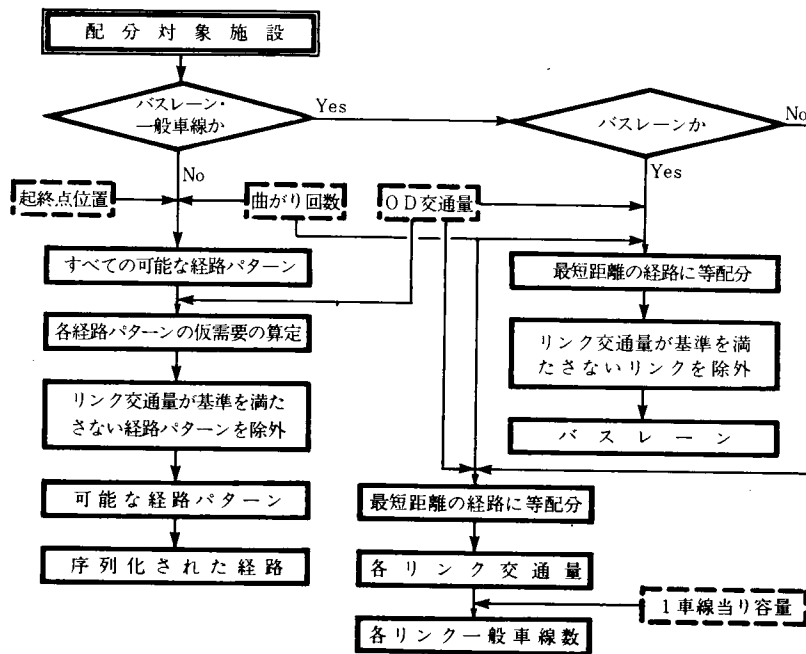 配分対象施設
バスレーン・
一般車線か
Yes
バスレーンか
No
No
Yes
起終点位置
曲がり回数
OD交通量
すべての可能な経路パターン
最短距離の経路に等配分
各経路パターンの仮需要の算定
リンク交通量が基準を満
たさないリンクを除外
リンク交通量が基準を満た
さない経路パターンを除外
バスレーン
可能な経路パターン
最短距離の経路に等配分
序列化された経路
各リンク交通量
1車線当り容量
各リンク一般車線数